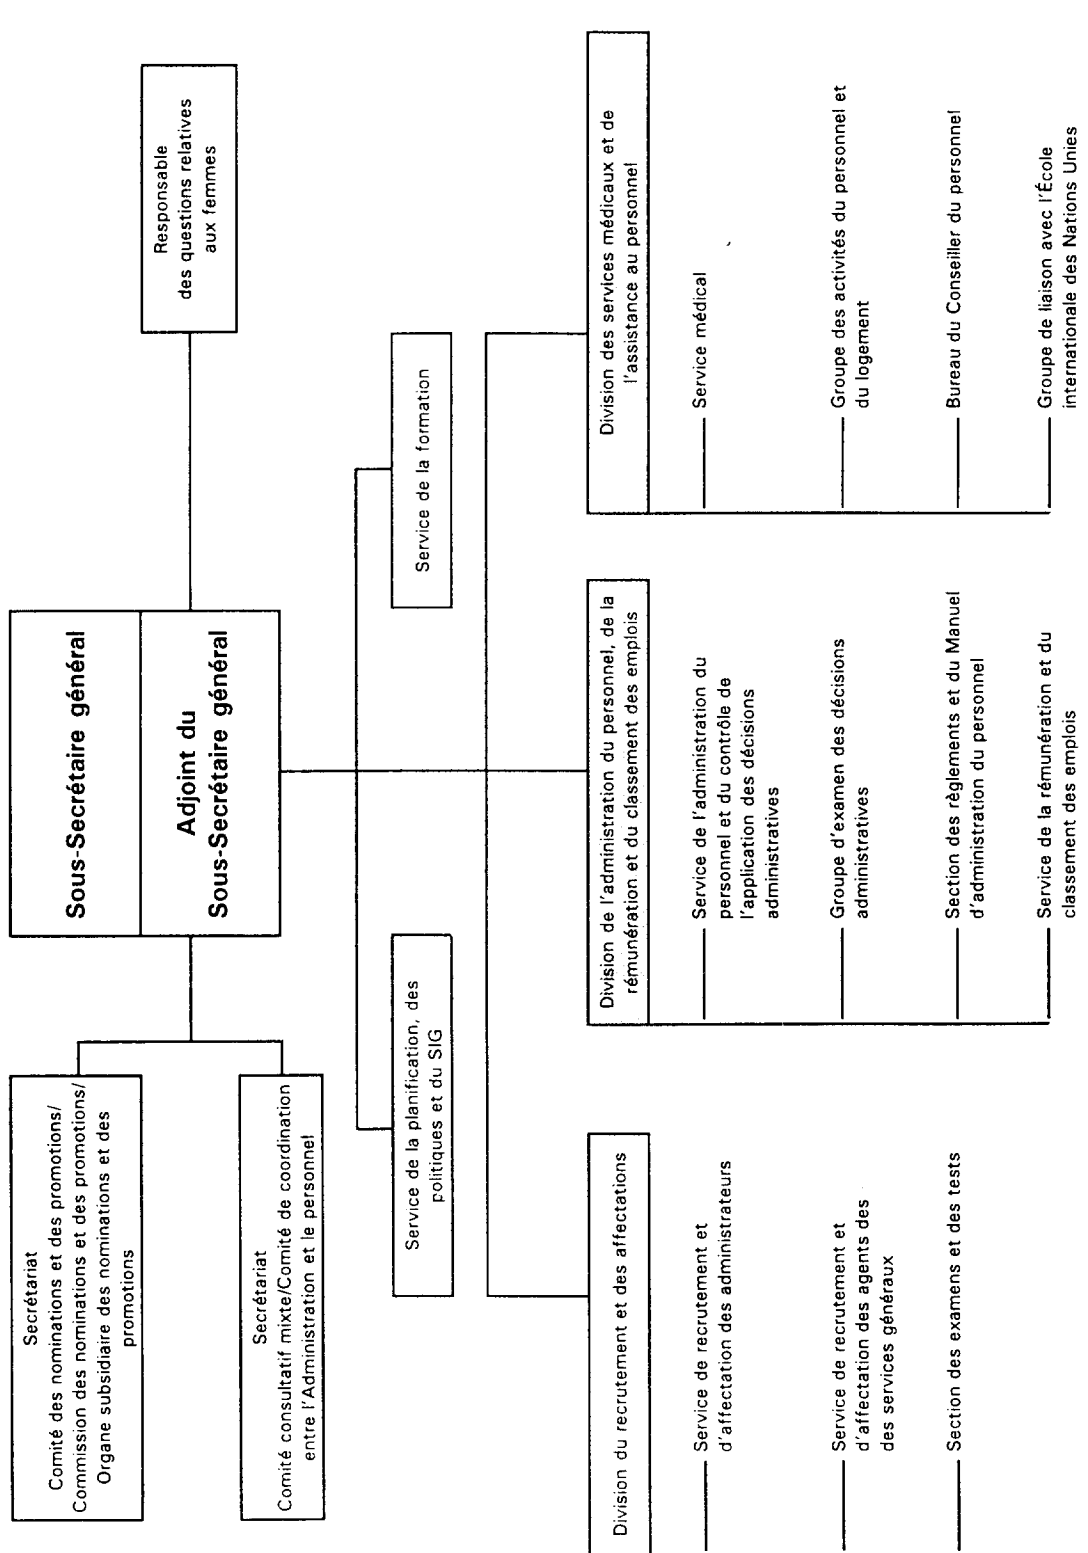 Sous-Secrétaire général
Adjoint du
Sous-Secrétaire général
Secrétariat
Comité des nominations et des promotions/
Commission des nominations et des promotions/
Organe subsidiaire des nominations et des
promotions
Secrétariat
Comité consultatif mixte/Comité de coordination
entre l'Administration et le personnel
Responsable
des questions relatives
aux femmes
Service de la planification, des
politiques et du SIG
Service de la formation
Division du recrutement et des affectations
Service de recrutement et
d'affectation des administrateurs
Service de recrutement et
d'affectation des agents des
des services généraux
Section des examens et des tests
Division de l'administration du personnel, de la
rémunération et du classement des emplois
Service de l'administration du
personnel et du contrôle de
l'application des décisions
administratives
Groupe d'examen des décisions
administratives
Section des règlements et du Manuel
d'administration du personnel
Service de la rémunération et du
classement des emplois
Division des services médicaux et de
l'assistance au personnel
Service médical
Groupe des activités du personnel et
du logement
Bureau du Conseiller du personnel
Groupe de liaison avec l'École
internationale des Nations Unies